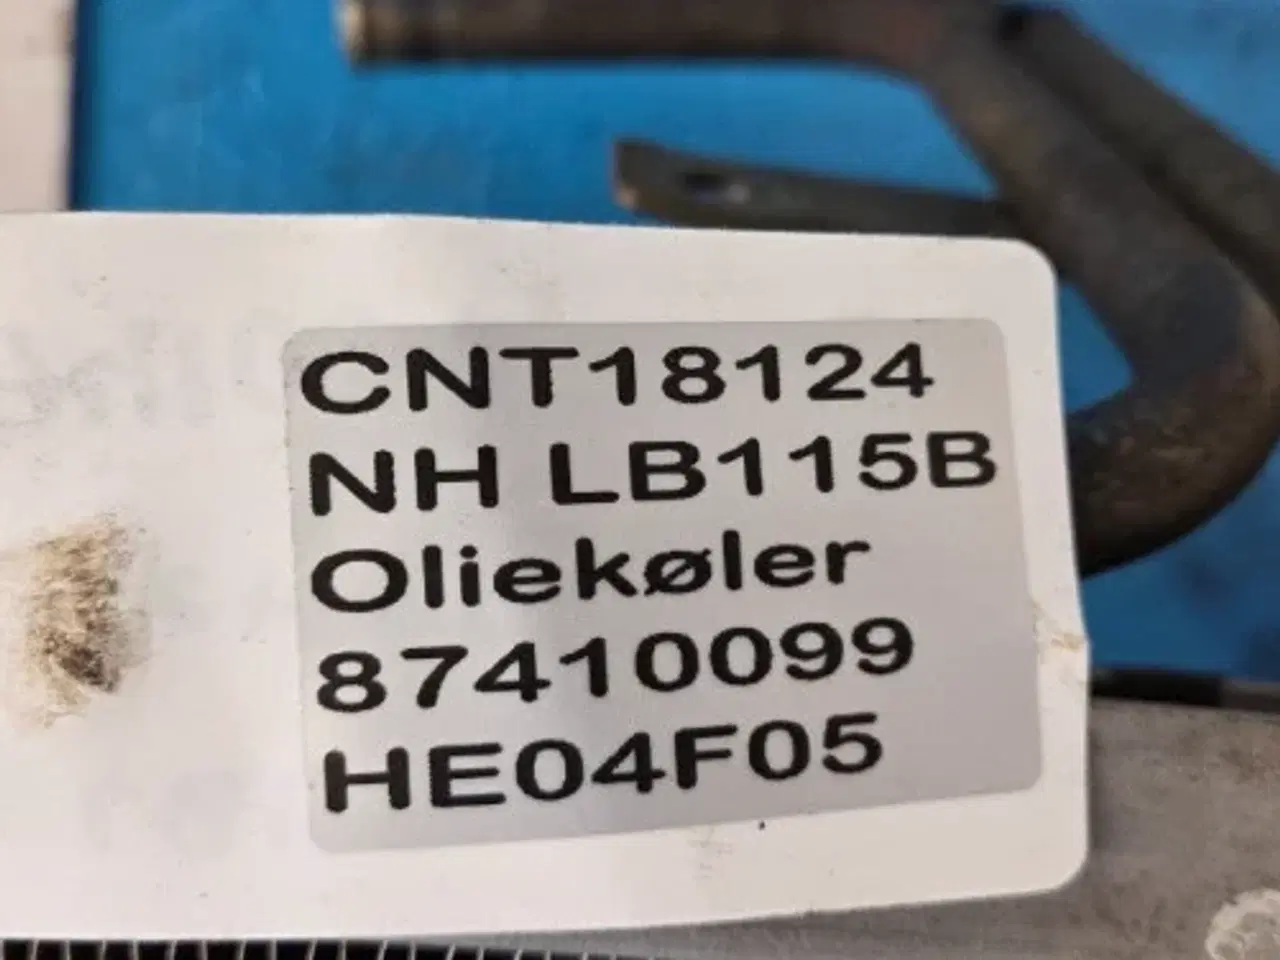 CNT18124
NH LB115B
Oliekøler
87410099
HE04F05